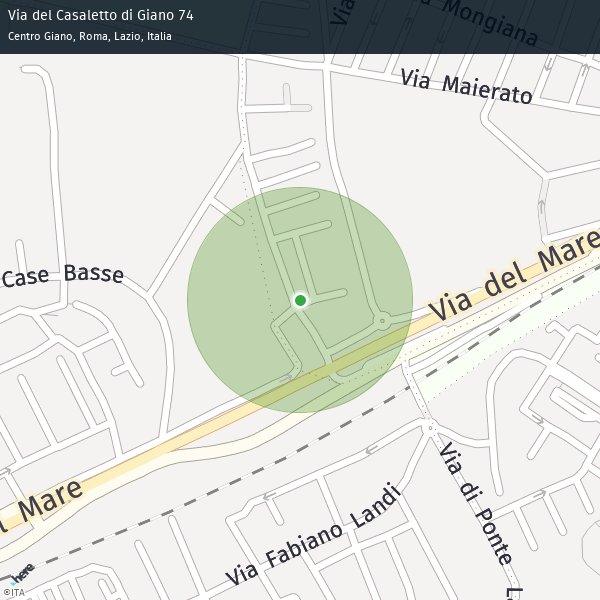 Via del Casaletto di Giano 74
Centro Giano, Roma, Lazio, Italia
Via
Mongiana
Via Maierato
Case Basse
Via del Mare
Mare
Via Fabiano Landi
Via di Ponte L
here
©ITA